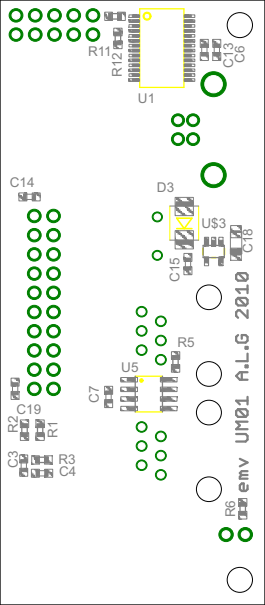 R11
R12
U1
C13
C6
C14
D3
U$3
C18
C15
R5
U5
C7
C19
R2
R1
C3
R3
C4
R6
emv UM01 A.L.G 2010